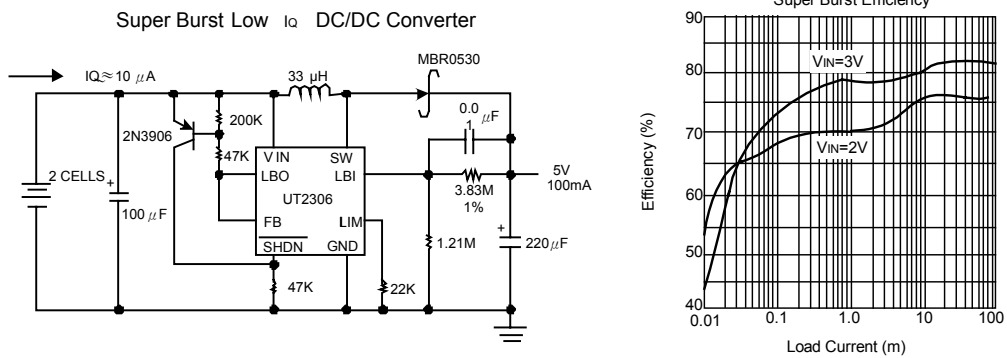 Super Burst Low IQ DC/DC Converter
IQ≈10 μA
33 μH
MBR0530
2N3906
200K
47K
0.0
1
μF
VIN
SW
LBO
LBI
UT2306
FB
LIM
SHDN
GND
2 CELLS
+
100 μF
3.83M
1%
5V
100mA
1.21M
+
220μF
47K
22K
Super Burst Efficiency
90
80
70
60
50
40
Efficiency (%)
VIN=3V
VIN=2V
0.01
0.1
1.0
10
100
Load Current (m)